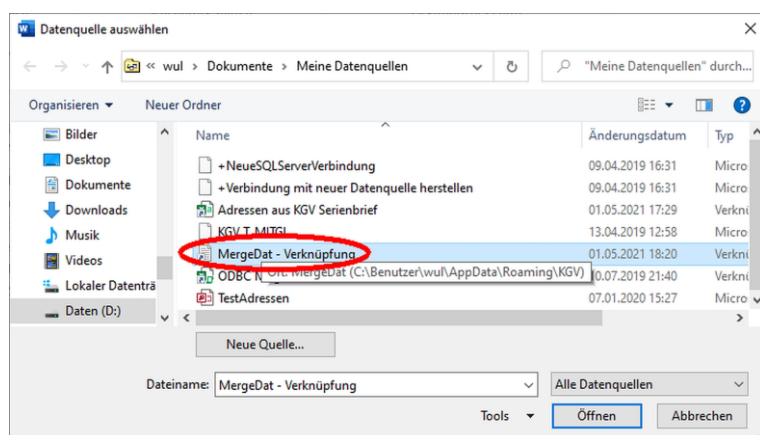 Datenquelle auswählen
« wul › Dokumente › Meine Datenquellen
"Meine Datenquellen" durch...
Organisieren
Neuer Ordner
Bilder
Desktop
Dokumente
Downloads
Musik
Videos
Lokaler Datenträ
Daten (D:)
Name Änderungsdatum Typ
+NeueSQLServerVerbindung 09.04.2019 16:31 Micro
+Verbindung mit neuer Datenquelle herstellen 09.04.2019 16:31 Micro
Adressen aus KGV Serienbrief 01.05.2021 17:29 Verknü
KGV T_MITGL 13.04.2019 12:58 Micro
MergeDat - Verknüpfung 01.05.2021 18:20 Verknü
ODBC 10.07.2019 21:40 Verknü
Ort: MergeDat (C:\Benutzer\wul\AppData\Roaming\KGV)
TestAdressen 07.01.2020 15:27 Micro
Neue Quelle...
Dateiname: MergeDat - Verknüpfung Alle Datenquellen
Tools Öffnen Abbrechen